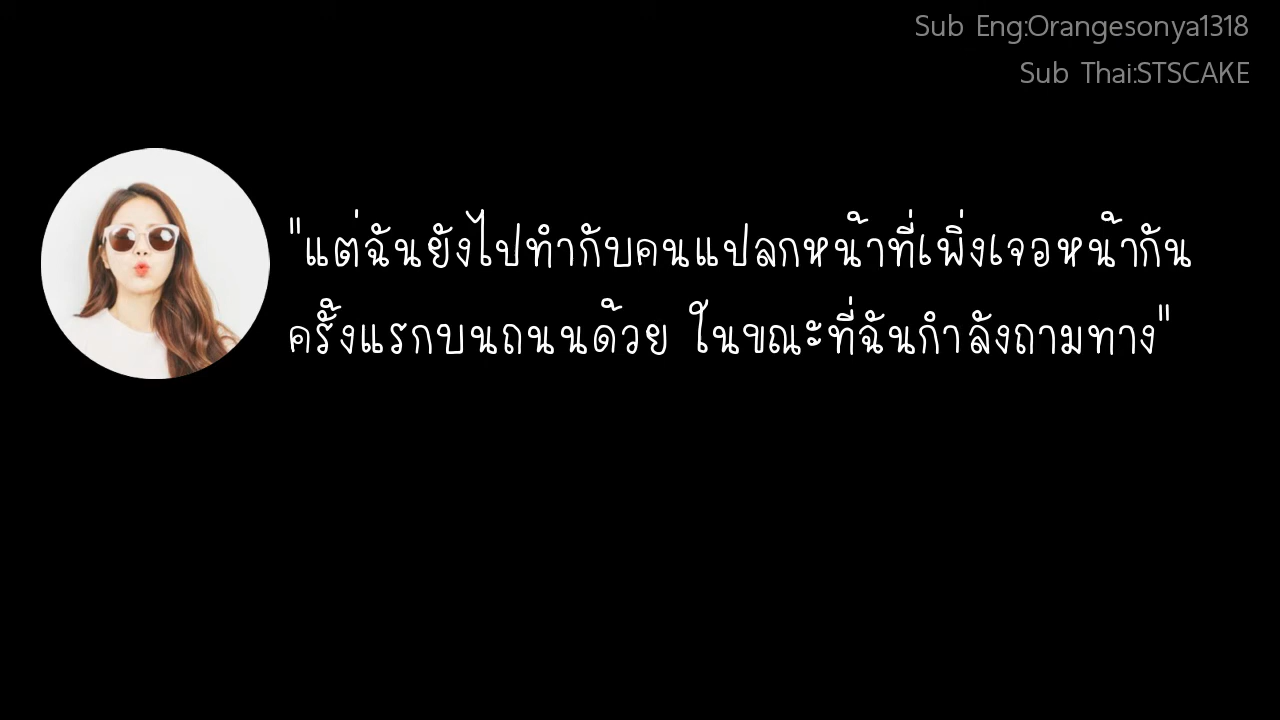 Sub Eng:Orangesonya1318
Sub Thai:STSCAKE
"แต่ฉันยังไปทำกับคนแปลกหน้าที่เพิ่งเจอหน้ากัน
ครั้งแรกบนถนนด้วย ในขณะที่ฉันกำลังถามทาง"